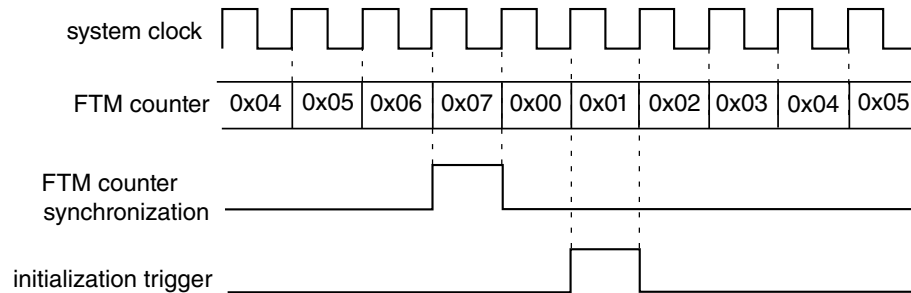 system clock
FTM counter 0x04 0x05 0x06 0x07 0x00 0x01 0x02 0x03 0x04 0x05
FTM counter
synchronization
initialization trigger